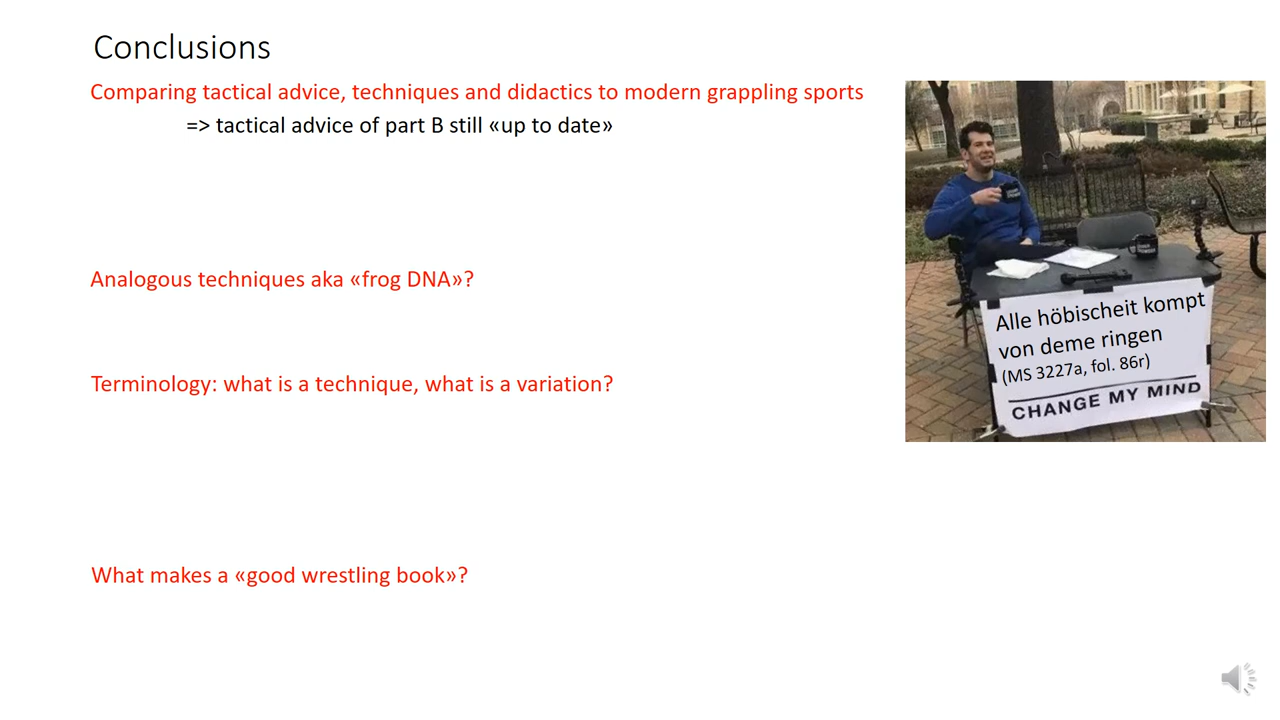 Conclusions
Comparing tactical advice, techniques and didactics to modern grappling sports
=> tactical advice of part B still «up to date»
Analogous techniques aka «frog DNA»?
Terminology: what is a technique, what is a variation?
What makes a «good wrestling book»?
Alle höbischeit kompt
von deme ringen
(MS 3227a, fol. 86r)
CHANGE MY MIND